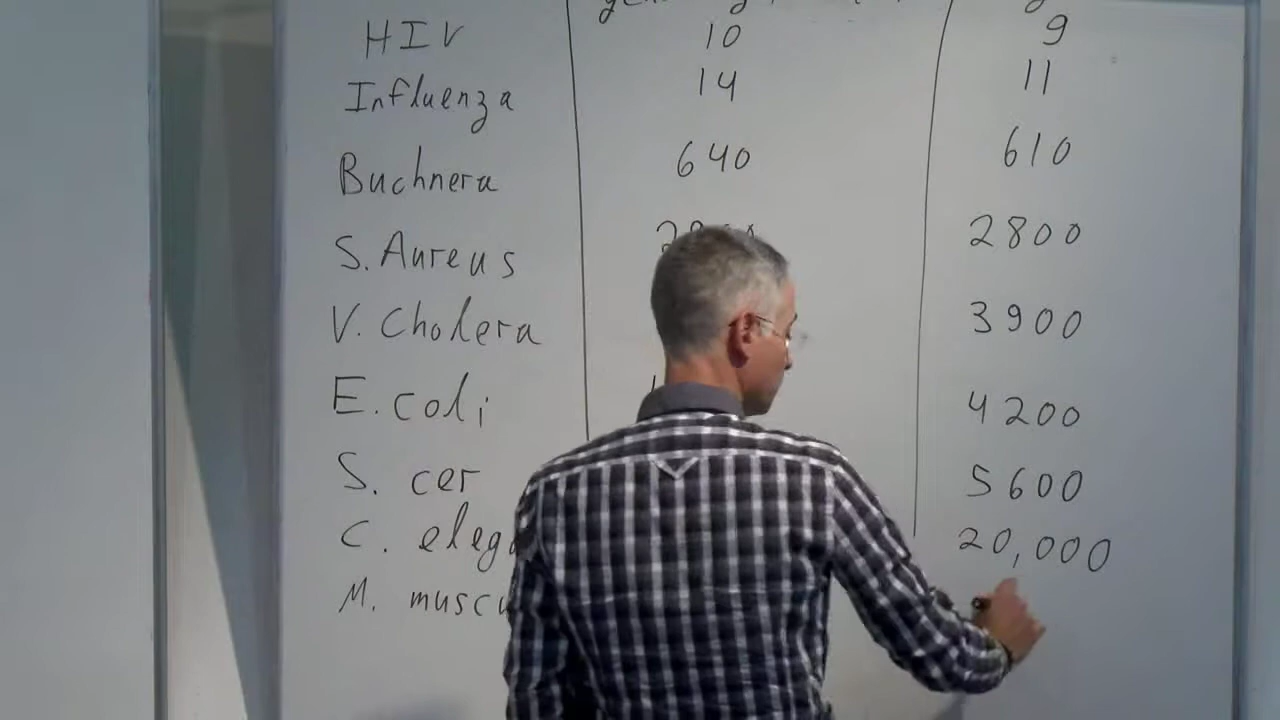 HIV 10 9
Influenza 14 11
Buchnera 640 610
S. Aureus 2800
V. Cholera 3900
E. coli 4200
S. cer 5600
C. 20,000
M.